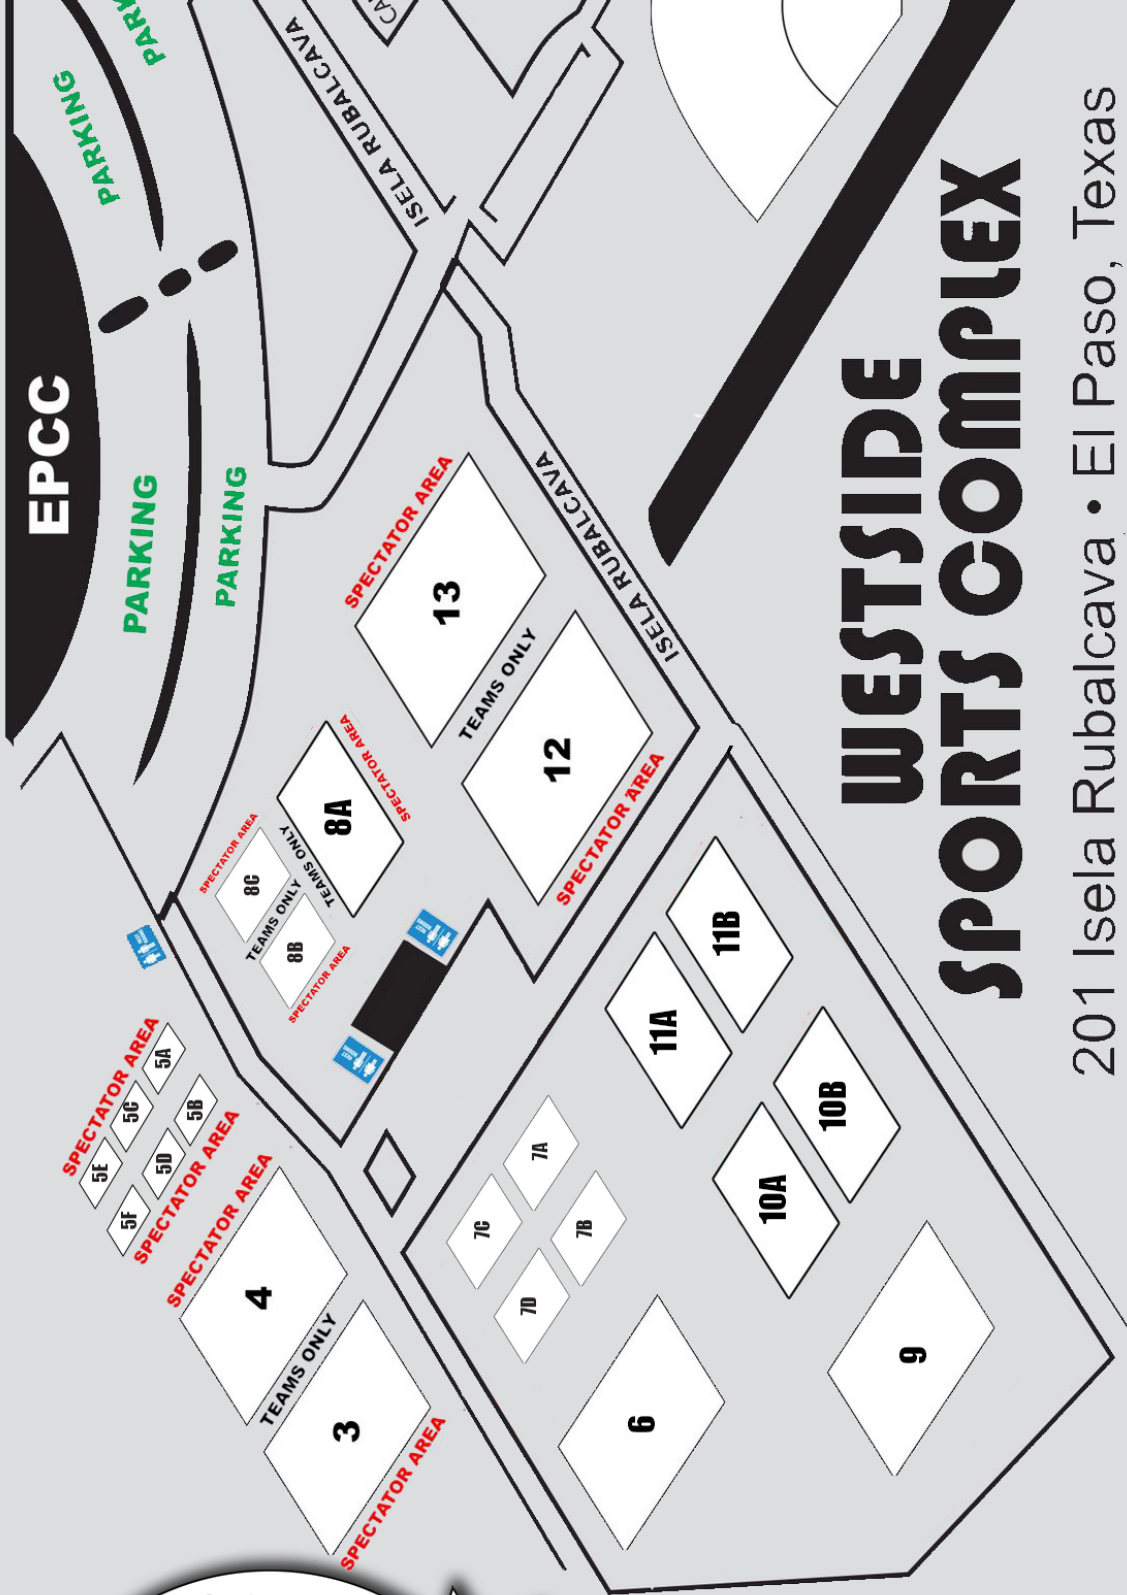 EPCC
PARKING
PARKING
PARKING
PARK
ISELA RUBALCAVA
ISELA RUBALCAVA
SPECTATOR AREA
13
TEAMS ONLY
12
SPECTATOR AREA
SPECTATOR AREA
8A
TEAMS ONLY
SPECTATOR AREA
8C
TEAMS ONLY
8B
SPECTATOR AREA
SPECTATOR AREA
5A
5C
5E
5B
5D
5F
SPECTATOR AREA
SPECTATOR AREA
4
TEAMS ONLY
3
SPECTATOR AREA
7A
7C
7B
7D
6
11B
11A
10B
10A
9
WESTSIDE
SPORTS COMPLEX
201 Isela Rubalcava • El Paso, Texas